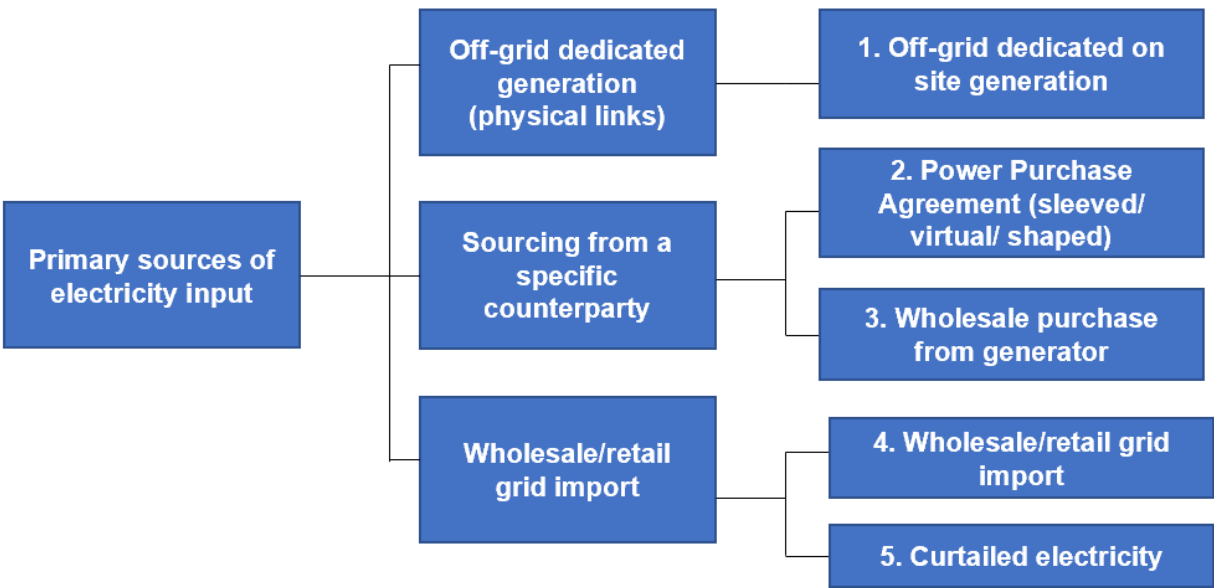 Primary sources of
electricity input
Off-grid dedicated
generation
(physical links)
Sourcing from a
specific
counterparty
Wholesale/retail
grid import
1. Off-grid dedicated on
site generation
2. Power Purchase
Agreement (sleeved/
virtual/ shaped)
3. Wholesale purchase
from generator
4. Wholesale/retail grid
import
5. Curtailed electricity